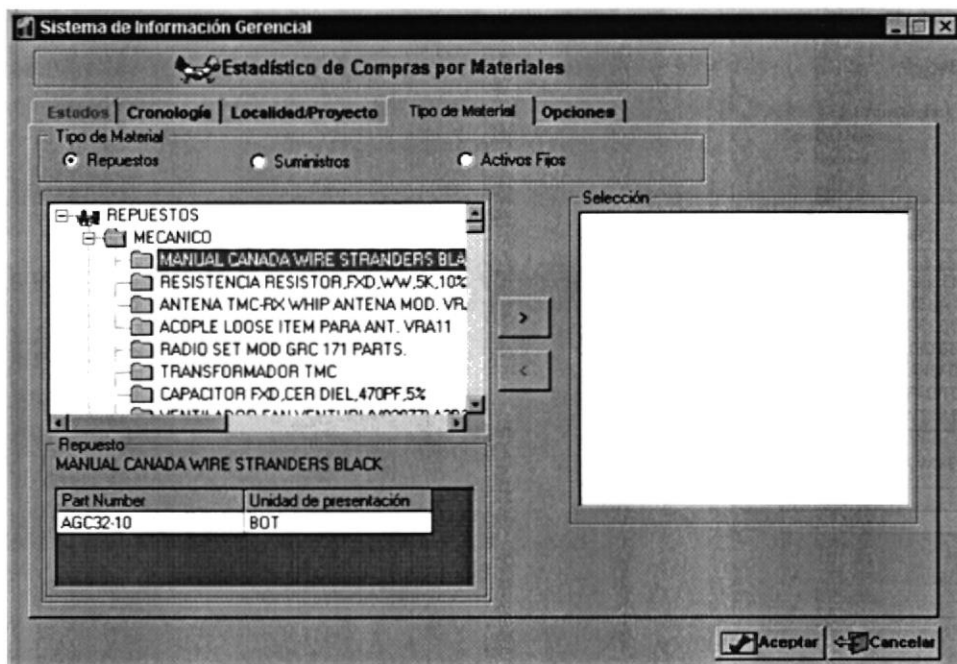 Sistema de Información Gerencial
Estadístico de Compras por Materiales
Estados Cronología Localidad/Proyecto Tipo de Material Opciones
Tipo de Material
Repuestos Suministros Activos Fijos
REPUESTOS
MECANICO
MANUAL CANADA WIRE STRANDERS BLA
RESISTENCIA RESISTOR,FXD,WW,5K,10%
ANTENA TMC-RX WHIP ANTENA MOD. VR
ACOPLE LOOSE ITEM PARA ANT. VRA11
RADIO SET MOD GRC 171 PARTS.
TRANSFORMADOR TMC
CAPACITOR FXD,CER DIEL,470PF,5%
VENTILADOR FAN
Selección
>
<
Repuesto
MANUAL CANADA WIRE STRANDERS BLACK
Part Number Unidad de presentación
AGC32-10 BOT
Aceptar Cancelar